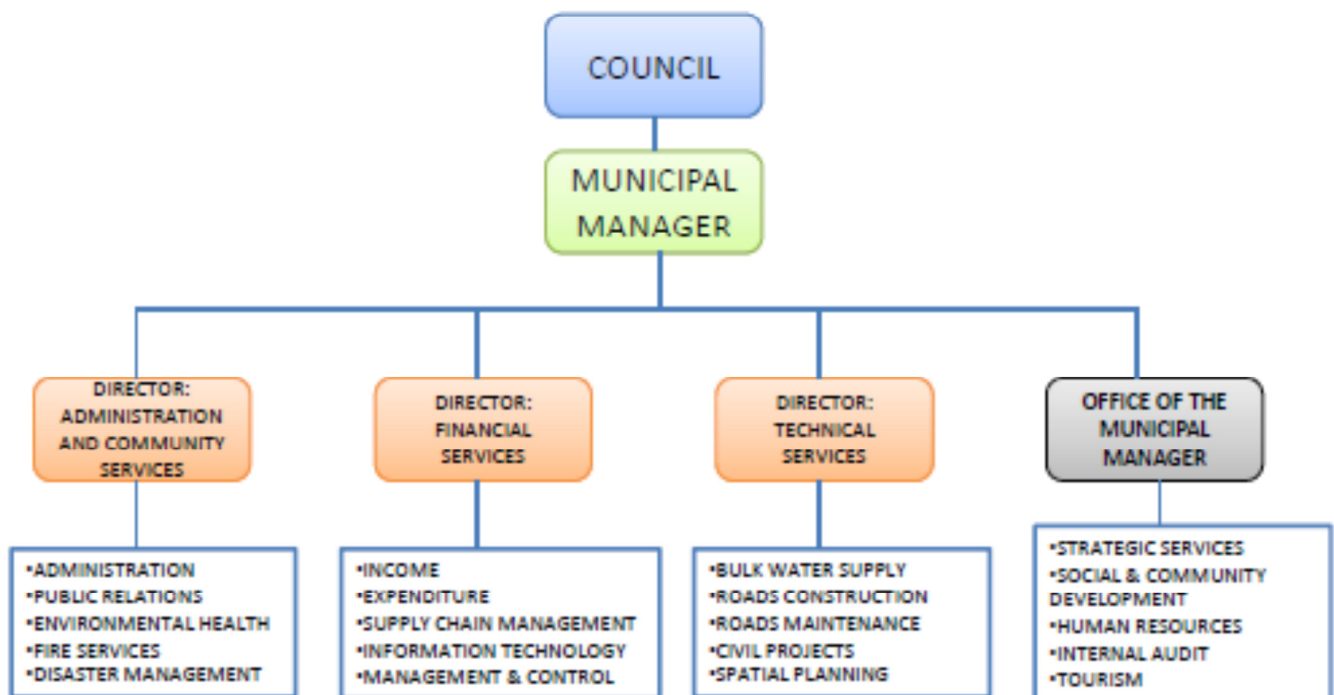 COUNCIL
MUNICIPAL
MANAGER
DIRECTOR:
ADMINISTRATION
AND COMMUNITY
SERVICES
DIRECTOR:
FINANCIAL
SERVICES
DIRECTOR:
TECHNICAL
SERVICES
OFFICE OF THE
MUNICIPAL
MANAGER
•ADMINISTRATION
•PUBLIC RELATIONS
•ENVIRONMENTAL HEALTH
•FIRE SERVICES
•DISASTER MANAGEMENT
•INCOME
•EXPENDITURE
•SUPPLY CHAIN MANAGEMENT
•INFORMATION TECHNOLOGY
•MANAGEMENT & CONTROL
•BULK WATER SUPPLY
•ROADS CONSTRUCTION
•ROADS MAINTENANCE
•CIVIL PROJECTS
•SPATIAL PLANNING
•STRATEGIC SERVICES
•SOCIAL & COMMUNITY
DEVELOPMENT
•HUMAN RESOURCES
•INTERNAL AUDIT
•TOURISM